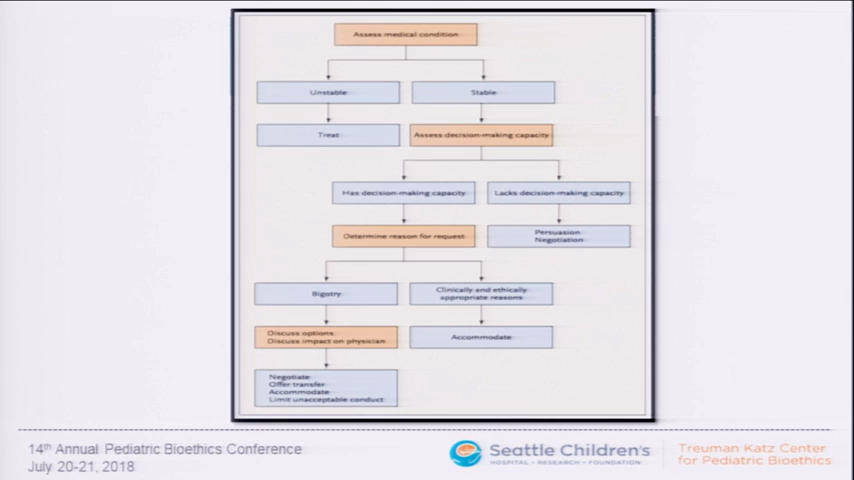 Assess medical condition
Unstable
Stable
Treat
Assess decision-making capacity
Has decision-making capacity
Lacks decision-making capacity
Determine reason for request
Persuasion
Negotiation
Bigotry
Clinically and ethically
appropriate reasons
Discuss options
Discuss impact on physician
Accommodate
Negotiate
Offer transfer
Accommodate
Limit unacceptable conduct
14th Annual Pediatric Bioethics Conference
July 20-21, 2018
Seattle Children's
HOSPITAL • RESEARCH • FOUNDATION
Treuman Katz Center
for Pediatric Bioethics